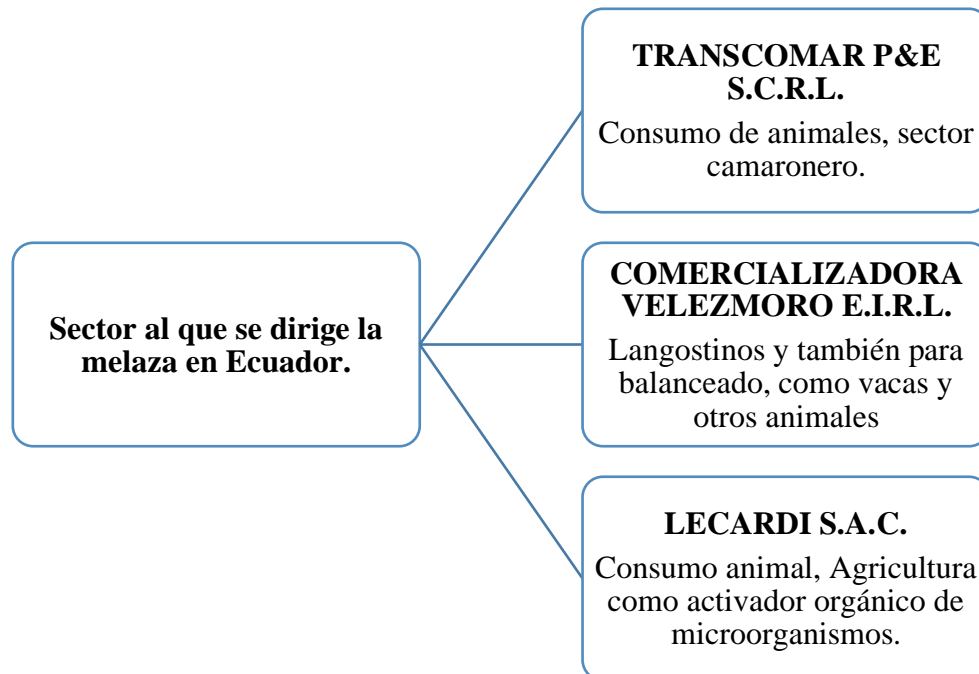 Sector al que se dirige la
melaza en Ecuador.
TRANSCOMAR P&E
S.C.R.L.
Consumo de animales, sector
camaronero.
COMERCIALIZADORA
VELEZMORO E.I.R.L.
Langostinos y también para
balanceado, como vacas y
otros animales
LECARDI S.A.C.
Consumo animal, Agricultura
como activador orgánico de
microorganismos.